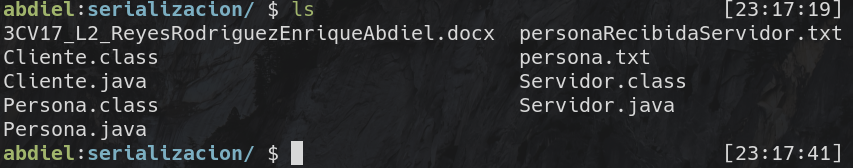 abdiel:serializacion/ $ ls [23:17:19]
3CV17_L2_ReyesRodriguezEnriqueAbdiel.docx personaRecibidaServidor.txt
Cliente.class persona.txt
Cliente.java Servidor.class
Persona.class Servidor.java
Persona.java
abdiel:serializacion/ $ [23:17:41]